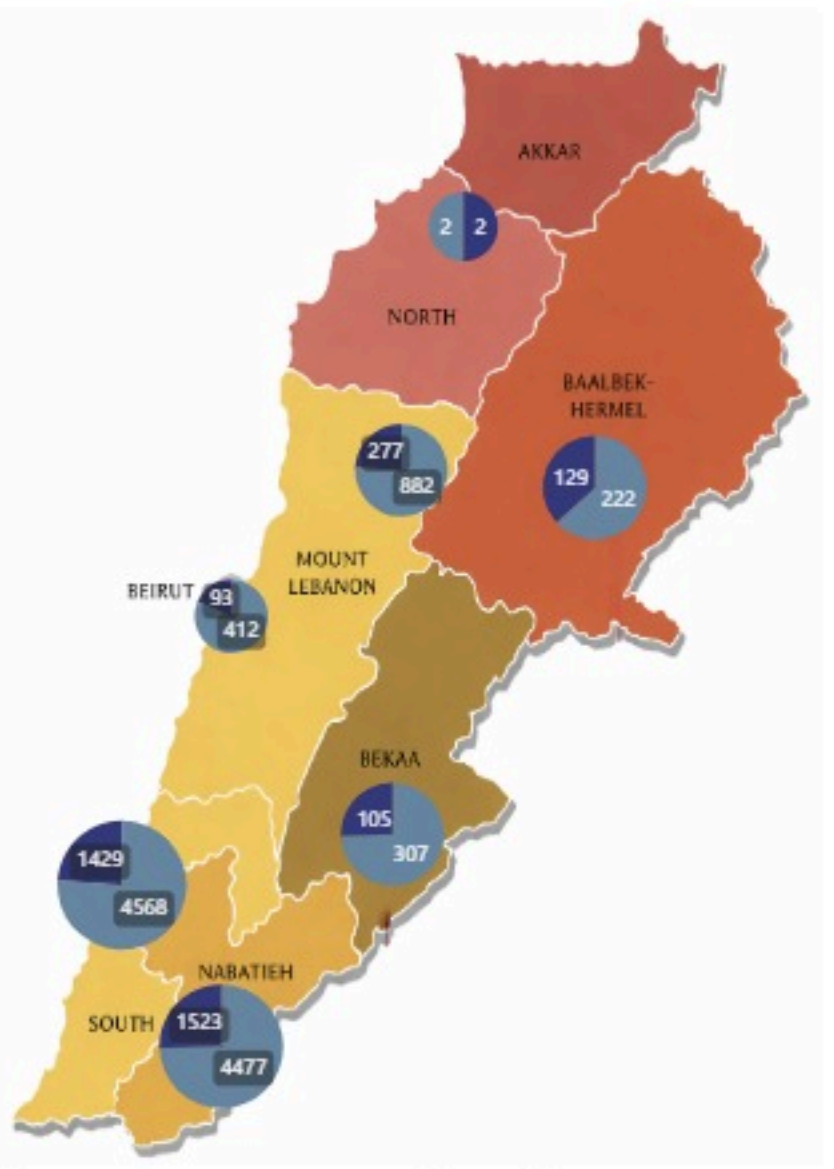 AKKAR
2 2
NORTH
BAALBEK-
HERMEL
277
882
129
222
MOUNT
LEBANON
BEIRUT
93
412
BEKAA
105
307
1429
4568
NABATIEH
SOUTH
1523
4477